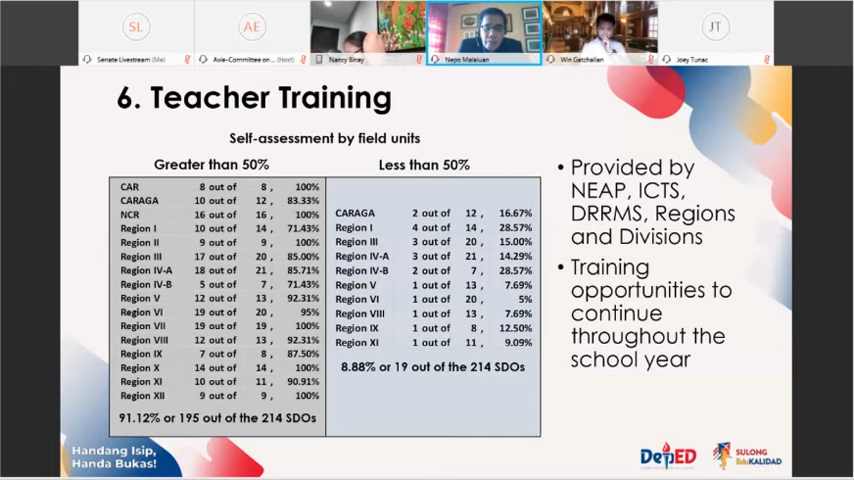 SL
AE
JT
Senate Livestream (Me)
Axie-Committee on ... (Host)
Nancy Binay
Nepo Malaluan
Win Gatchalian
Joey Tunac
6. Teacher Training
Self-assessment by field units
Greater than 50%
CAR 8 out of 8, 100%
CARAGA 10 out of 12, 83.33%
NCR 16 out of 16, 100%
Region I 10 out of 14, 71.43%
Region II 9 out of 9, 100%
Region III 17 out of 20, 85.00%
Region IV-A 18 out of 21, 85.71%
Region IV-B 5 out of 7, 71.43%
Region V 12 out of 13, 92.31%
Region VI 19 out of 20, 95%
Region VII 19 out of 19, 100%
Region VIII 12 out of 13, 92.31%
Region IX 7 out of 8, 87.50%
Region X 14 out of 14, 100%
Region XI 10 out of 11, 90.91%
Region XII 9 out of 9, 100%
91.12% or 195 out of the 214 SDOs
Less than 50%
CARAGA 2 out of 12, 16.67%
Region I 4 out of 14, 28.57%
Region III 3 out of 20, 15.00%
Region IV-A 3 out of 21, 14.29%
Region IV-B 2 out of 7, 28.57%
Region V 1 out of 13, 7.69%
Region VI 1 out of 20, 5%
Region VIII 1 out of 13, 7.69%
Region IX 1 out of 8, 12.50%
Region XI 1 out of 11, 9.09%
8.88% or 19 out of the 214 SDOs
• Provided by
NEAP, ICTS,
DRRMS, Regions
and Divisions
• Training
opportunities to
continue
throughout the
school year
Handang Isip,
Handa Bukas!
DepED
SULONG
EduKALIDAD